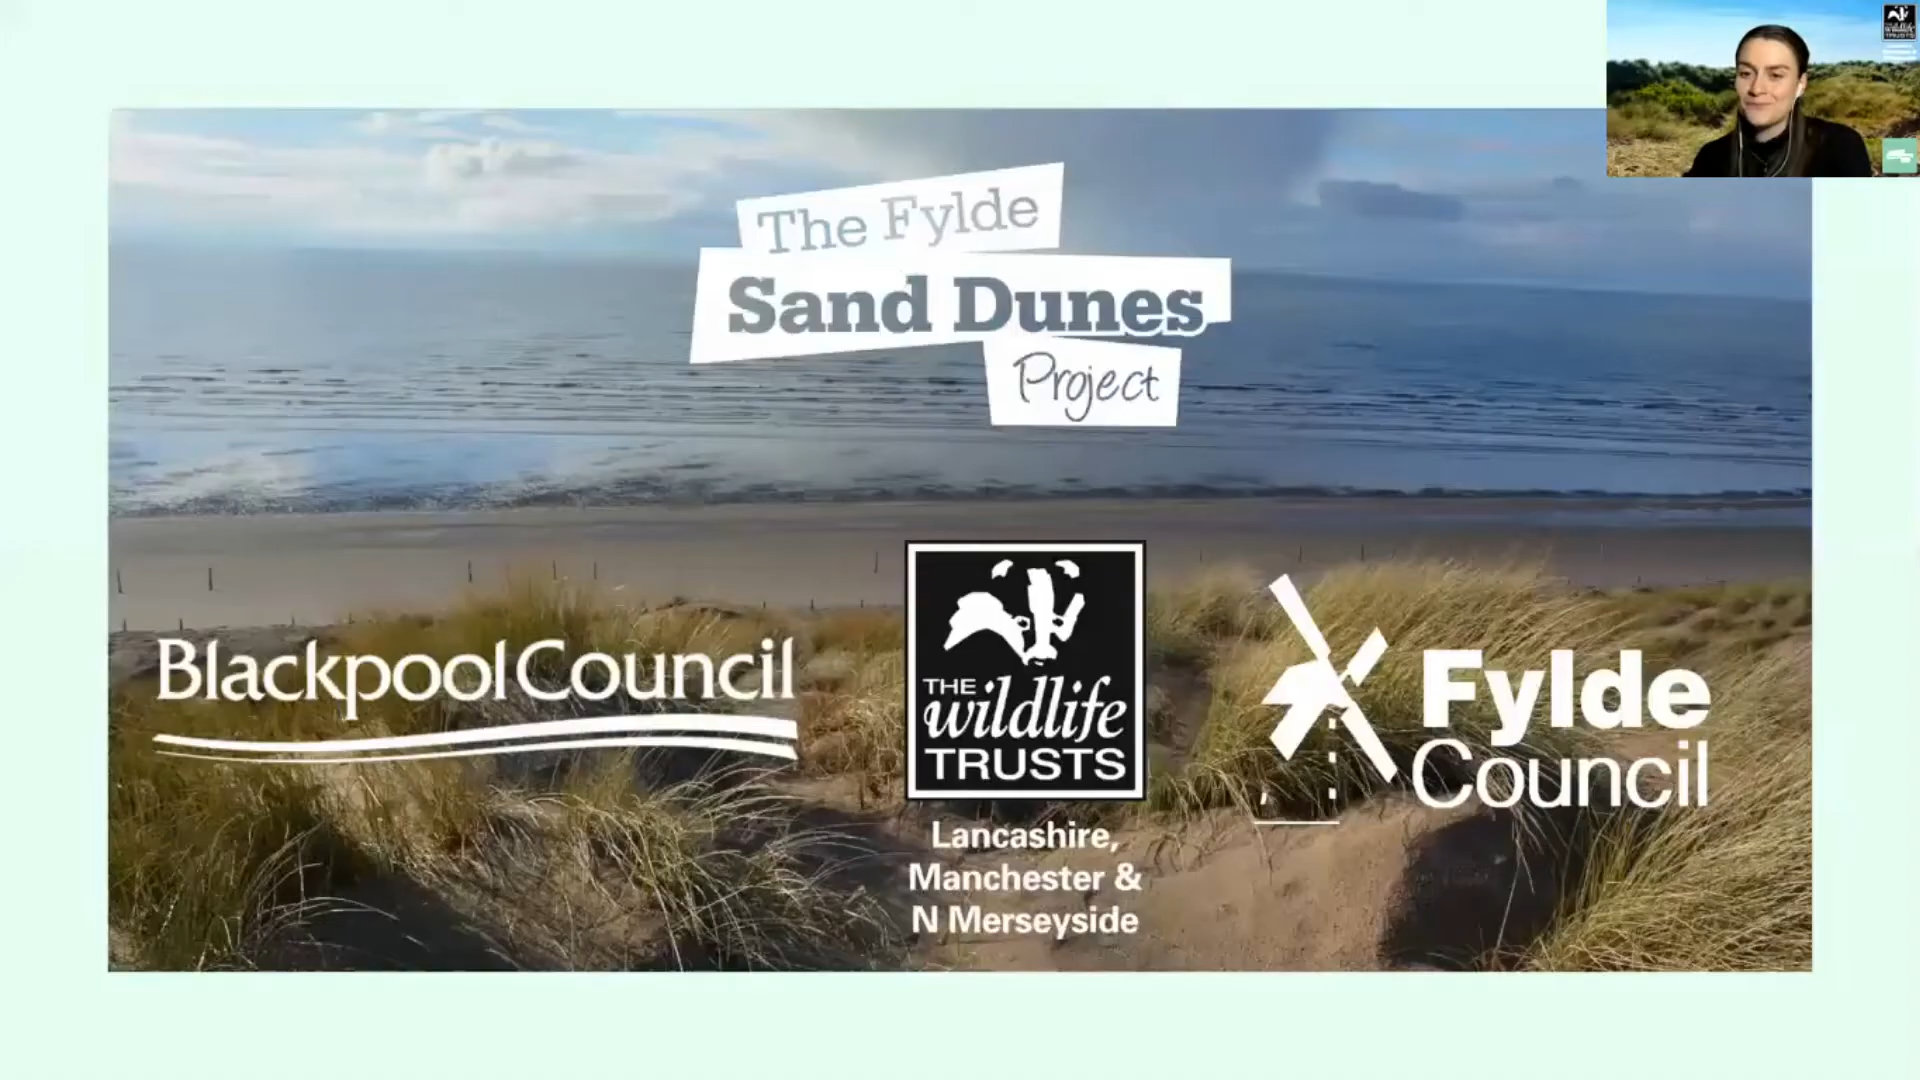 The Fylde
Sand Dunes
Project
Blackpool Council
THE
wildlife
TRUSTS
Lancashire,
Manchester &
N Merseyside
Fylde
Council